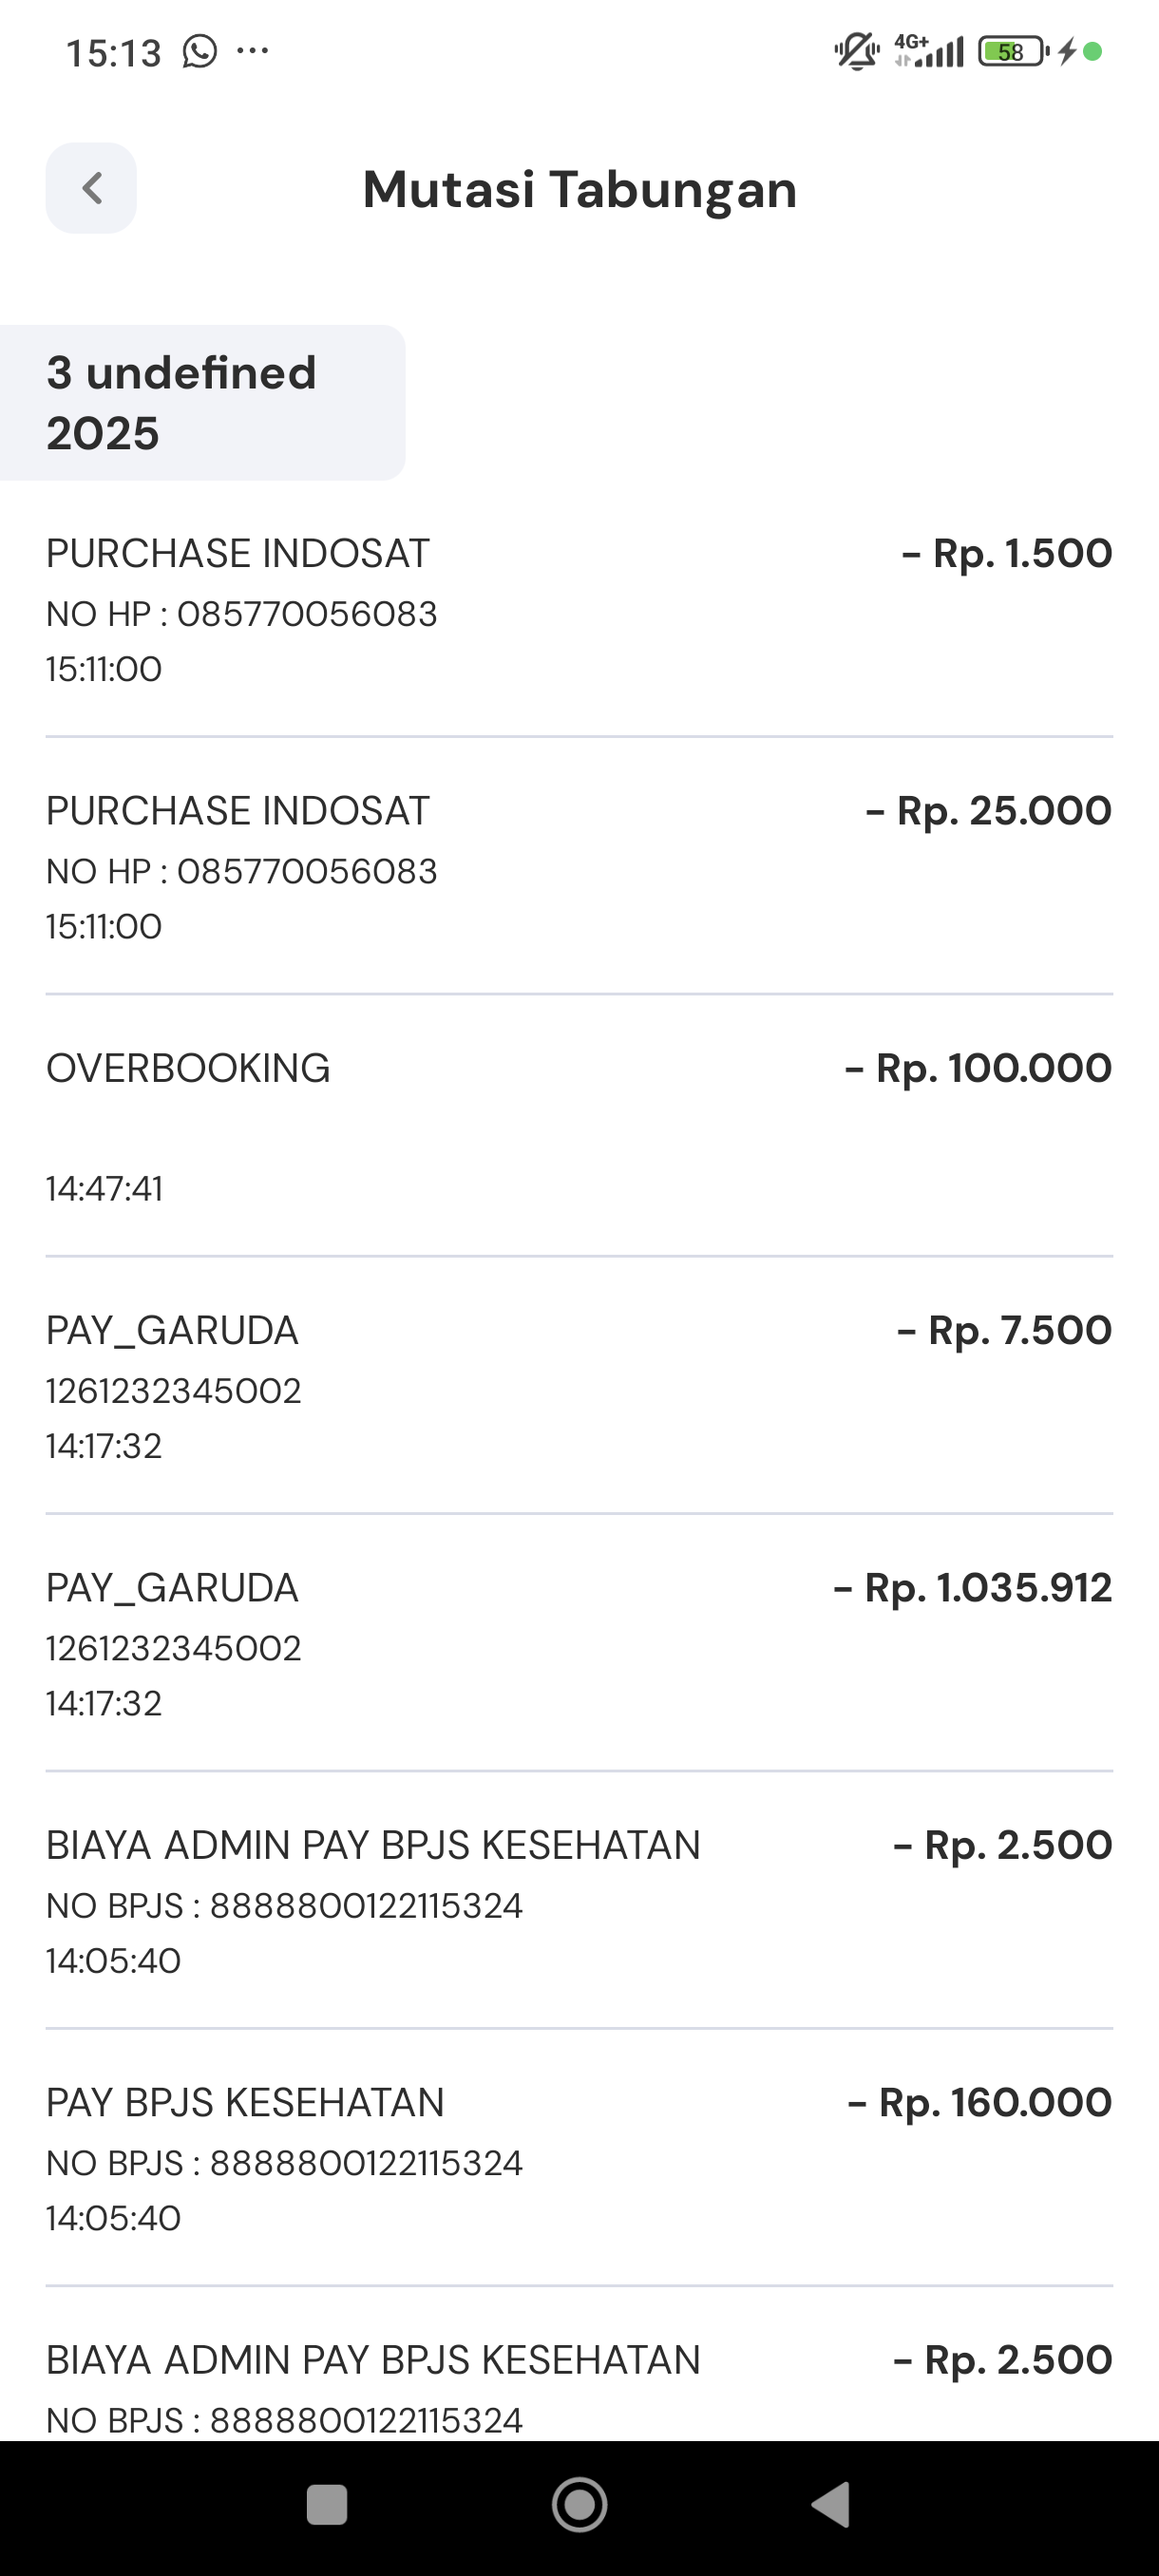 15:13
4G+
58
Mutasi Tabungan
3 undefined
2025
PURCHASE INDOSAT
- Rp. 1.500
NO HP : 085770056083
15:11:00
PURCHASE INDOSAT
- Rp. 25.000
NO HP : 085770056083
15:11:00
OVERBOOKING
- Rp. 100.000
14:47:41
PAY_GARUDA
- Rp. 7.500
1261232345002
14:17:32
PAY_GARUDA
- Rp. 1.035.912
1261232345002
14:17:32
BIAYA ADMIN PAY BPJS KESEHATAN
- Rp. 2.500
NO BPJS : 8888800122115324
14:05:40
PAY BPJS KESEHATAN
- Rp. 160.000
NO BPJS : 8888800122115324
14:05:40
BIAYA ADMIN PAY BPJS KESEHATAN
- Rp. 2.500
NO BPJS : 8888800122115324